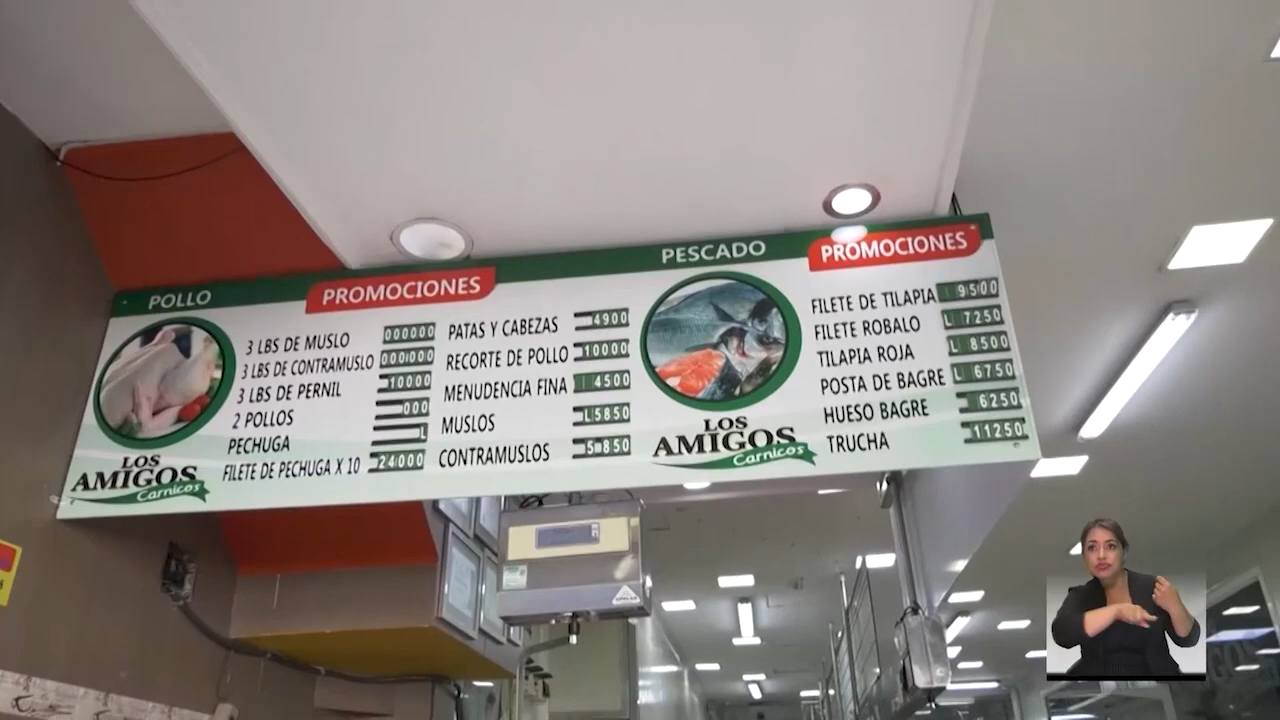 POLLO
PROMOCIONES
3 LBS DE MUSLO 000000
3 LBS DE CONTRAMUSLO 000000
3 LBS DE PERNIL 10000
2 POLLOS 000
PECHUGA L
FILETE DE PECHUGA X 10 24000
LOS
AMIGOS
Carnicos
PATAS Y CABEZAS 4900
RECORTE DE POLLO 10000
MENUDENCIA FINA 4500
MUSLOS L5850
CONTRAMUSLOS 5850
PESCADO
PROMOCIONES
LOS
AMIGOS
Carnicos
FILETE DE TILAPIA 9500
FILETE ROBALO L 7250
TILAPIA ROJA L 8500
POSTA DE BAGRE L 6750
HUESO BAGRE 6250
TRUCHA 11250